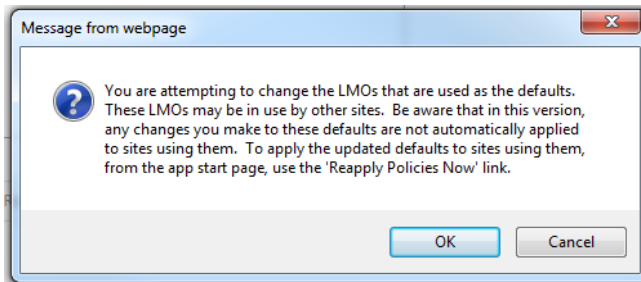 Message from webpage
You are attempting to change the LMOs that are used as the defaults.
These LMOs may be in use by other sites.  Be aware that in this version,
any changes you make to these defaults are not automatically applied
to sites using them.  To apply the updated defaults to sites using them,
from the app start page, use the 'Reapply Policies Now' link.
OK
Cancel